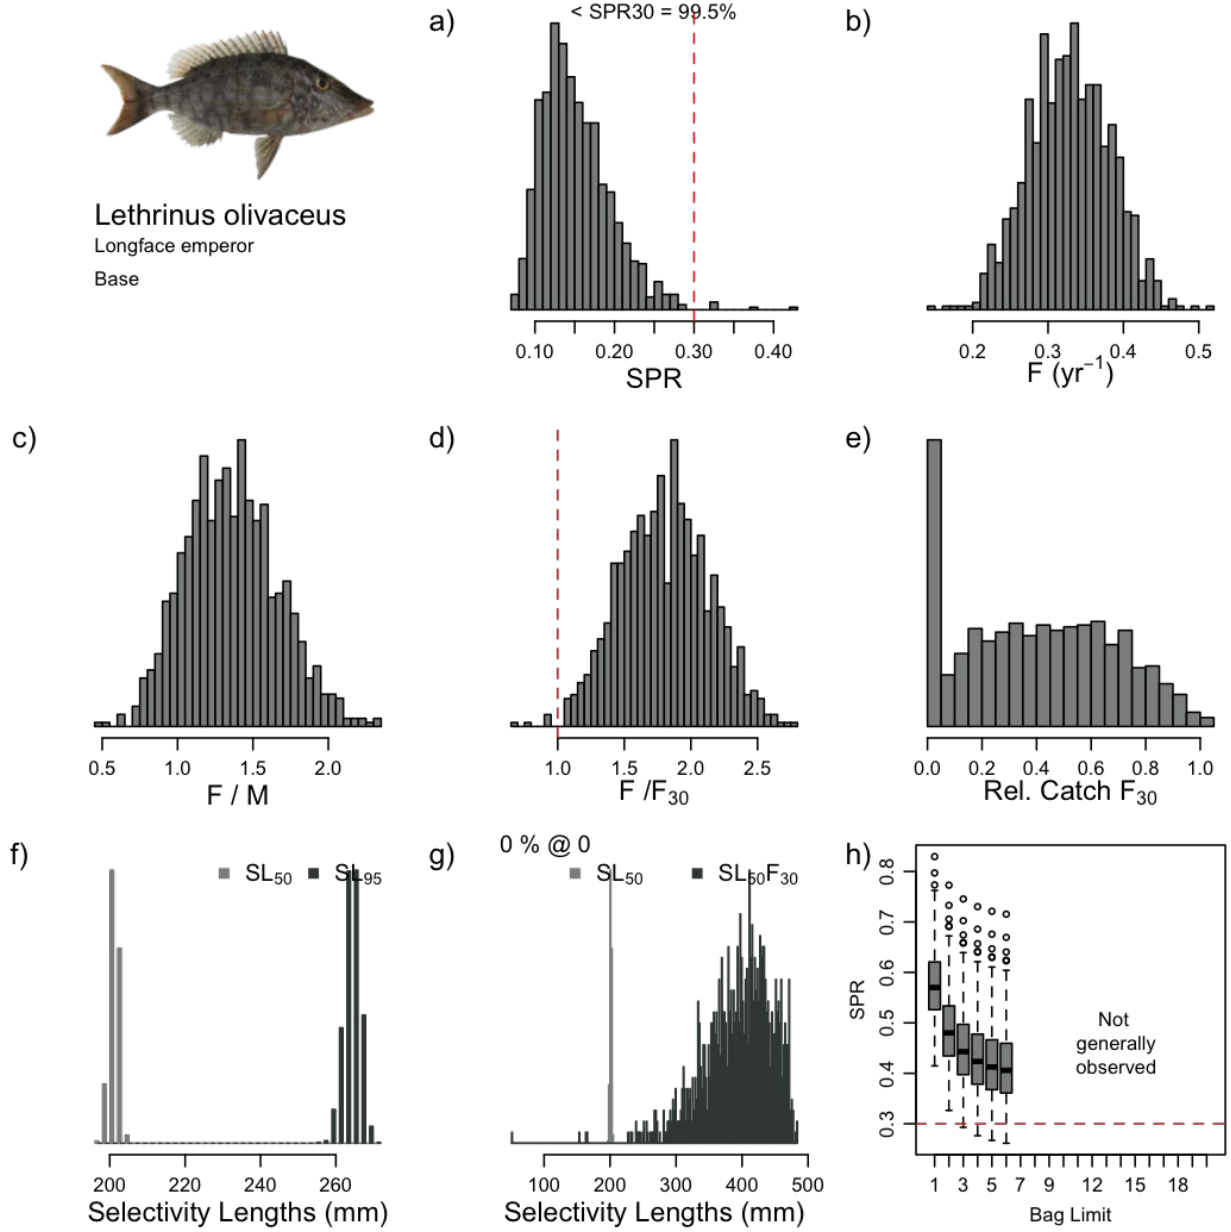 a)
< SPR30 = 99.5%
b)
Lethrinus olivaceus
Longface emperor
Base
0.10 0.20 0.30 0.40
SPR
0.2 0.3 0.4 0.5
F (yr⁻¹)
c)
d)
e)
0.5 1.0 1.5 2.0
F / M
1.0 1.5 2.0 2.5
F /F₃₀
0.0 0.2 0.4 0.6 0.8 1.0
Rel. Catch F₃₀
f)
SL₅₀ SL₉₅
200 220 240 260
Selectivity Lengths (mm)
g)
0 % @ 0
SL₅₀ SL₅₀F₃₀
100 200 300 400 500
Selectivity Lengths (mm)
h)
0.8
0.7
0.6
0.5
0.4
0.3
SPR
Not
generally
observed
1 3 5 7 9 12 15 18
Bag Limit